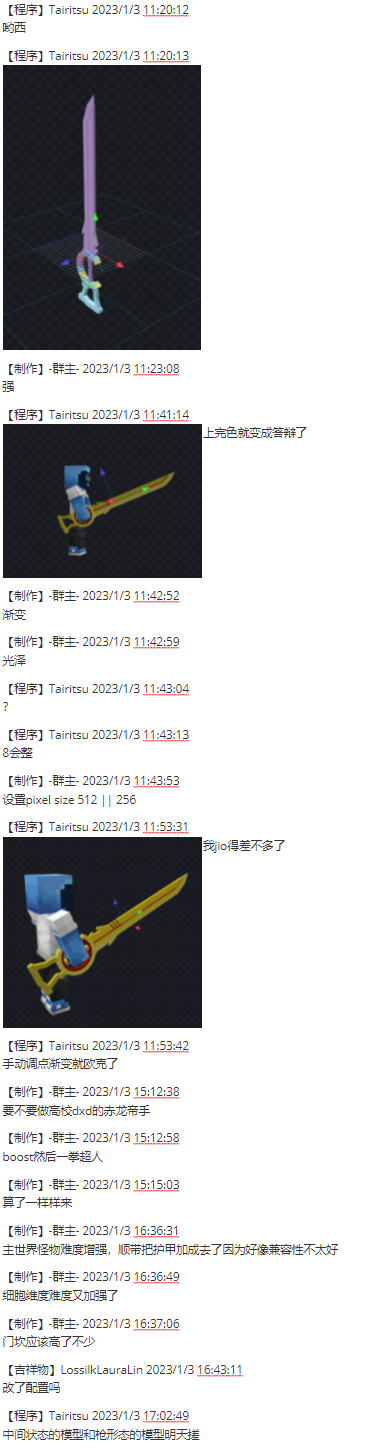 【程序】Tairitsu 2023/1/3 11:20:12
哟西
【程序】Tairitsu 2023/1/3 11:20:13
【制作】-群主- 2023/1/3 11:23:08
强
【程序】Tairitsu 2023/1/3 11:41:14
上完色就变成答辩了
【制作】-群主- 2023/1/3 11:42:52
渐变
【制作】-群主- 2023/1/3 11:42:59
光泽
【程序】Tairitsu 2023/1/3 11:43:04
?
【程序】Tairitsu 2023/1/3 11:43:13
8会整
【制作】-群主- 2023/1/3 11:43:53
设置pixel size 512 || 256
【程序】Tairitsu 2023/1/3 11:53:31
我jio得差不多了
【程序】Tairitsu 2023/1/3 11:53:42
手动调点渐变就欧克了
【制作】-群主- 2023/1/3 15:12:38
要不要做高校dxd的赤龙帝手
【制作】-群主- 2023/1/3 15:12:58
boost然后一拳超人
【制作】-群主- 2023/1/3 15:15:03
算了一样样来
【制作】-群主- 2023/1/3 16:36:31
主世界怪物难度增强，顺带把护甲加成去了因为好像兼容性不太好
【制作】-群主- 2023/1/3 16:36:49
细胞维度难度又加强了
【制作】-群主- 2023/1/3 16:37:06
门坎应该高了不少
【吉祥物】LossilkLauraLin 2023/1/3 16:43:11
改了配置吗
【程序】Tairitsu 2023/1/3 17:02:49
中间状态的模型和枪形态的模型明天搓